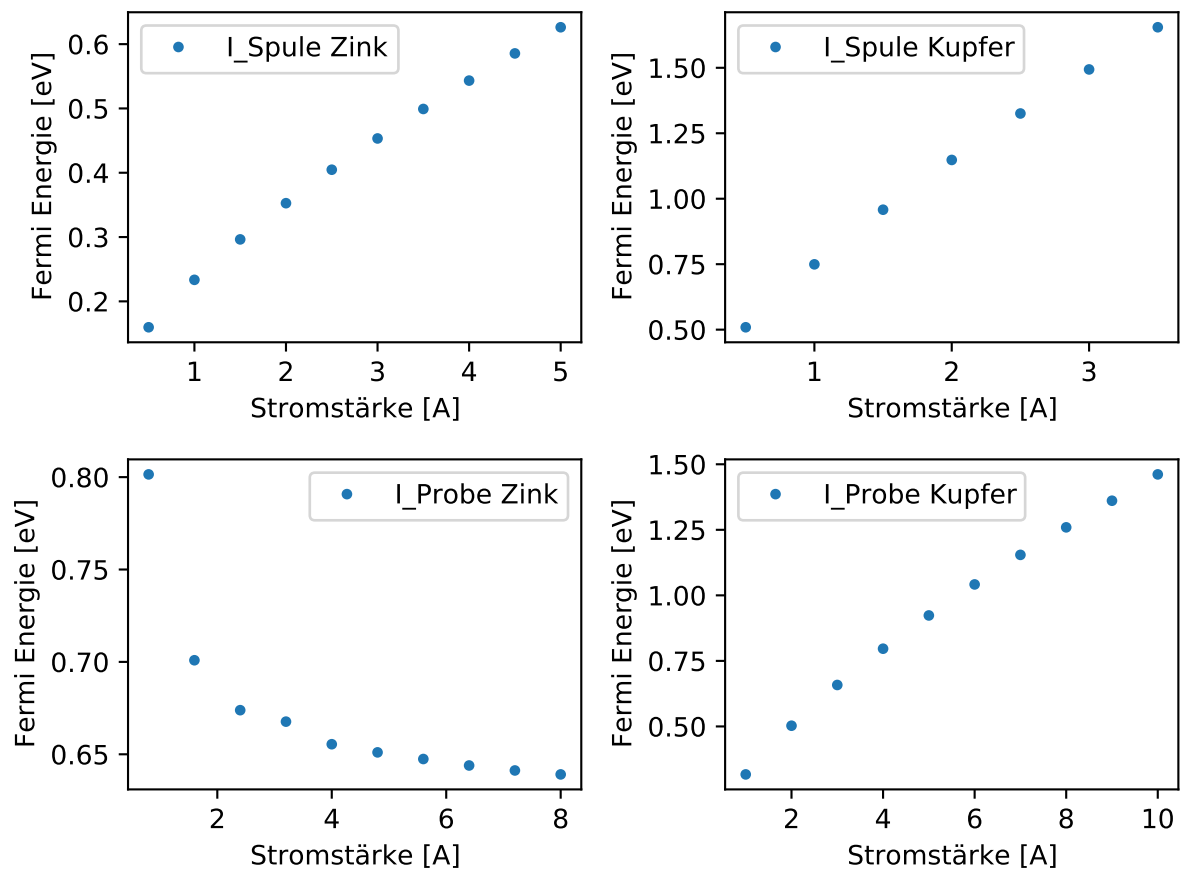 I_Spule Zink
Fermi Energie [eV]
0.6
0.5
0.4
0.3
0.2
1 2 3 4 5
Stromstärke [A]
I_Spule Kupfer
Fermi Energie [eV]
1.50
1.25
1.00
0.75
0.50
1 2 3
Stromstärke [A]
I_Probe Zink
Fermi Energie [eV]
0.80
0.75
0.70
0.65
2 4 6 8
Stromstärke [A]
I_Probe Kupfer
Fermi Energie [eV]
1.50
1.25
1.00
0.75
0.50
2 4 6 8 10
Stromstärke [A]